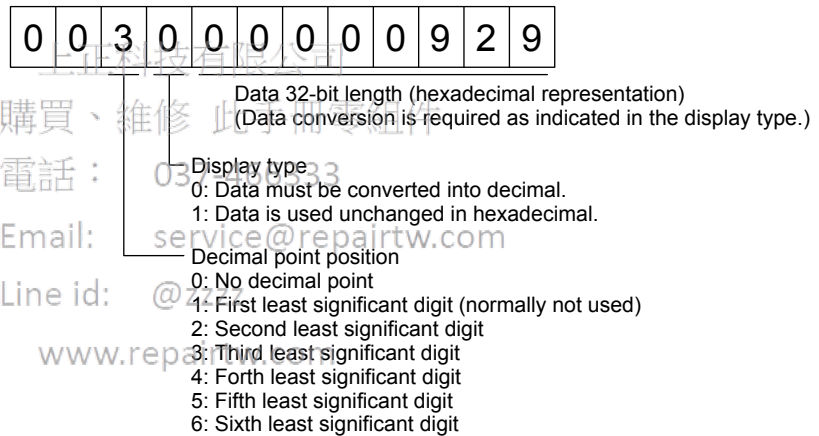 0 0 3 0 0 0 0 0 0 9 2 9
上正科技有限公司
Data 32-bit length (hexadecimal representation)
購買、維修 此手冊零組件
(Data conversion is required as indicated in the display type.)
Display type
電話: 037-466333
0: Data must be converted into decimal.
1: Data is used unchanged in hexadecimal.
Email: service@repairtw.com
Decimal point position
0: No decimal point
Line id: @zzzz
1: First least significant digit (normally not used)
2: Second least significant digit
www.repairtw.com
3: Third least significant digit
4: Forth least significant digit
5: Fifth least significant digit
6: Sixth least significant digit